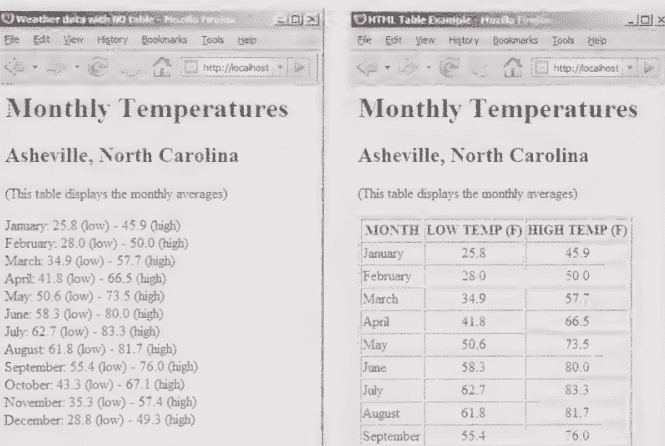 Weather data with NO table - Mozilla Firefox
File Edit View History Bookmarks Tools Help
http://localhost
Monthly Temperatures
Asheville, North Carolina
(This table displays the monthly averages)
January: 25.8 (low) - 45.9 (high)
February: 28.0 (low) - 50.0 (high)
March: 34.9 (low) - 57.7 (high)
April: 41.8 (low) - 66.5 (high)
May: 50.6 (low) - 73.5 (high)
June: 58.3 (low) - 80.0 (high)
July: 62.7 (low) - 83.3 (high)
August: 61.8 (low) - 81.7 (high)
September: 55.4 (low) - 76.0 (high)
October: 43.3 (low) - 67.1 (high)
November: 35.3 (low) - 57.4 (high)
December: 28.8 (low) - 49.3 (high)
HTML Table Example - Mozilla Firefox
File Edit View History Bookmarks Tools Help
http://localhost
Monthly Temperatures
Asheville, North Carolina
(This table displays the monthly averages)
MONTH LOW TEMP (F) HIGH TEMP (F)
January 25.8 45.9
February 28.0 50.0
March 34.9 57.7
April 41.8 66.5
May 50.6 73.5
June 58.3 80.0
July 62.7 83.3
August 61.8 81.7
September 55.4 76.0